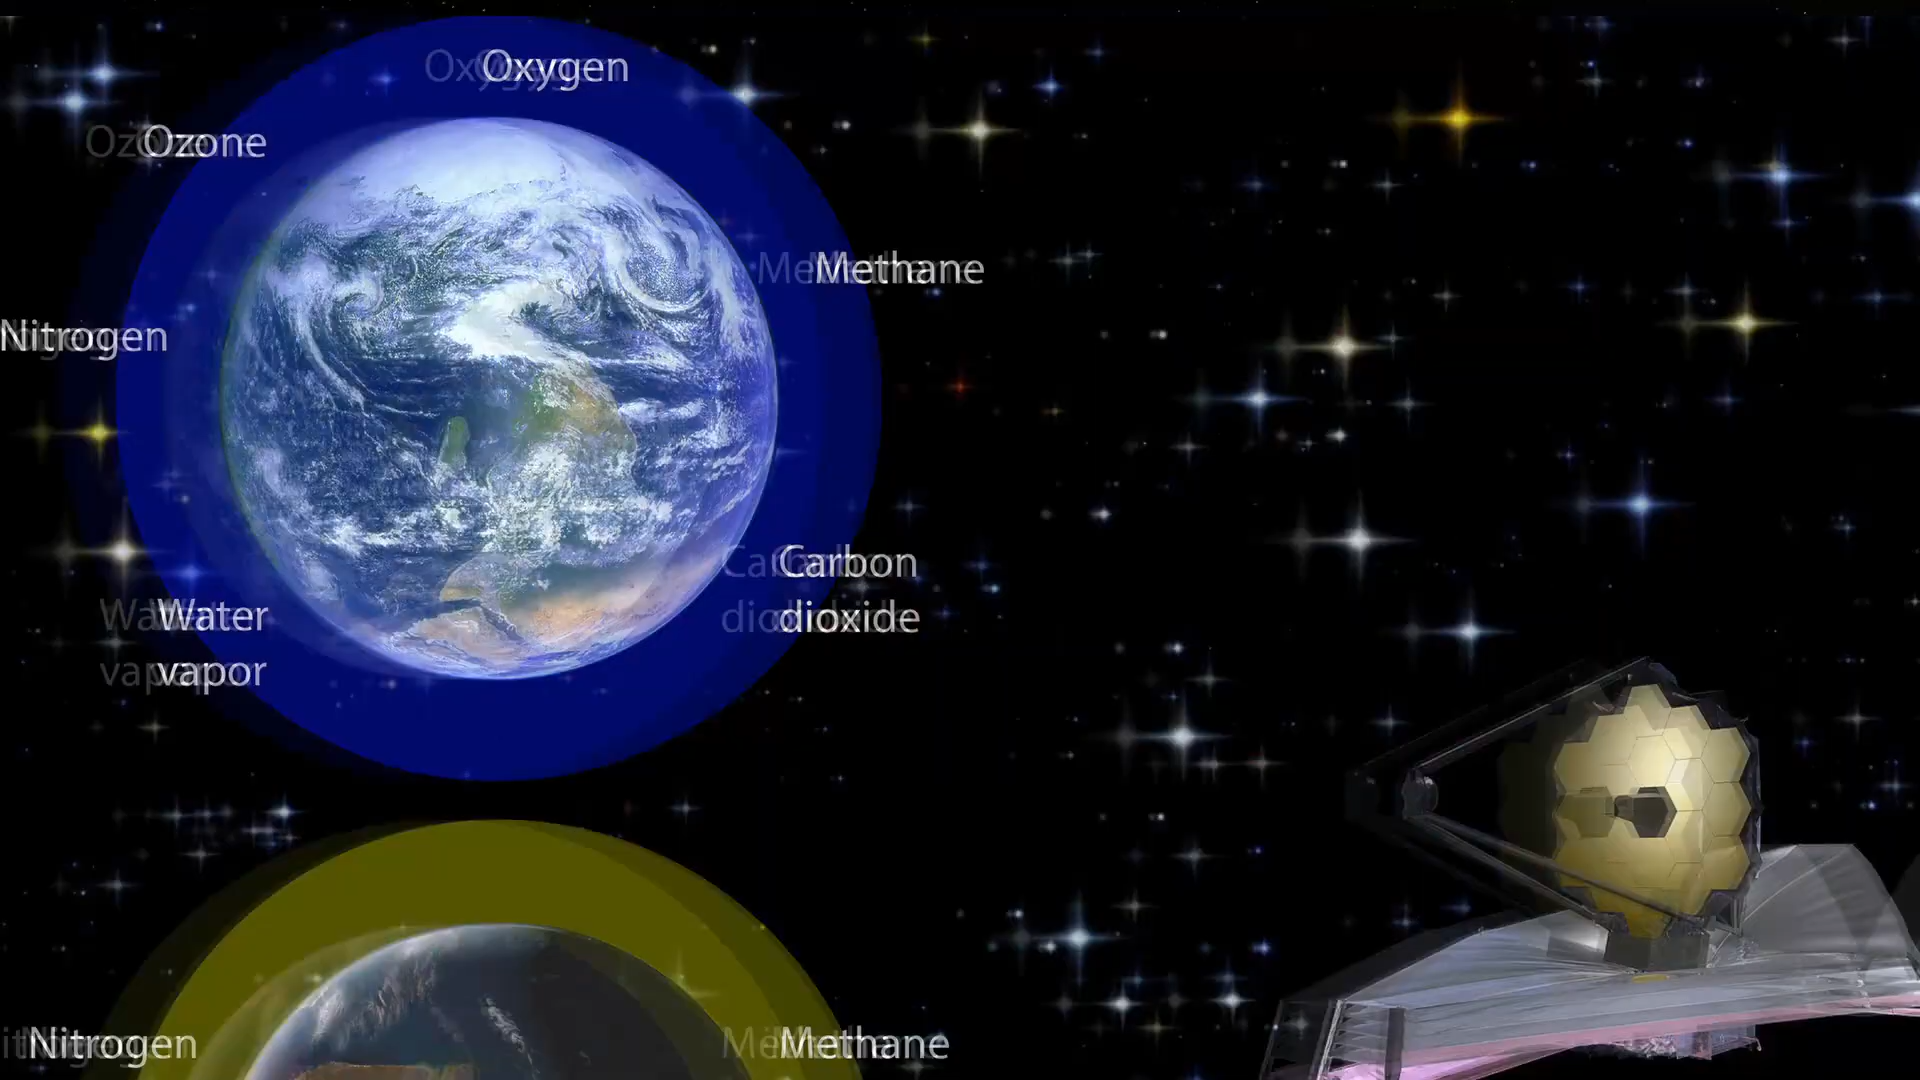 Oxygen
Ozone
Methane
Nitrogen
Carbon
dioxide
Water
vapor
Nitrogen
Methane